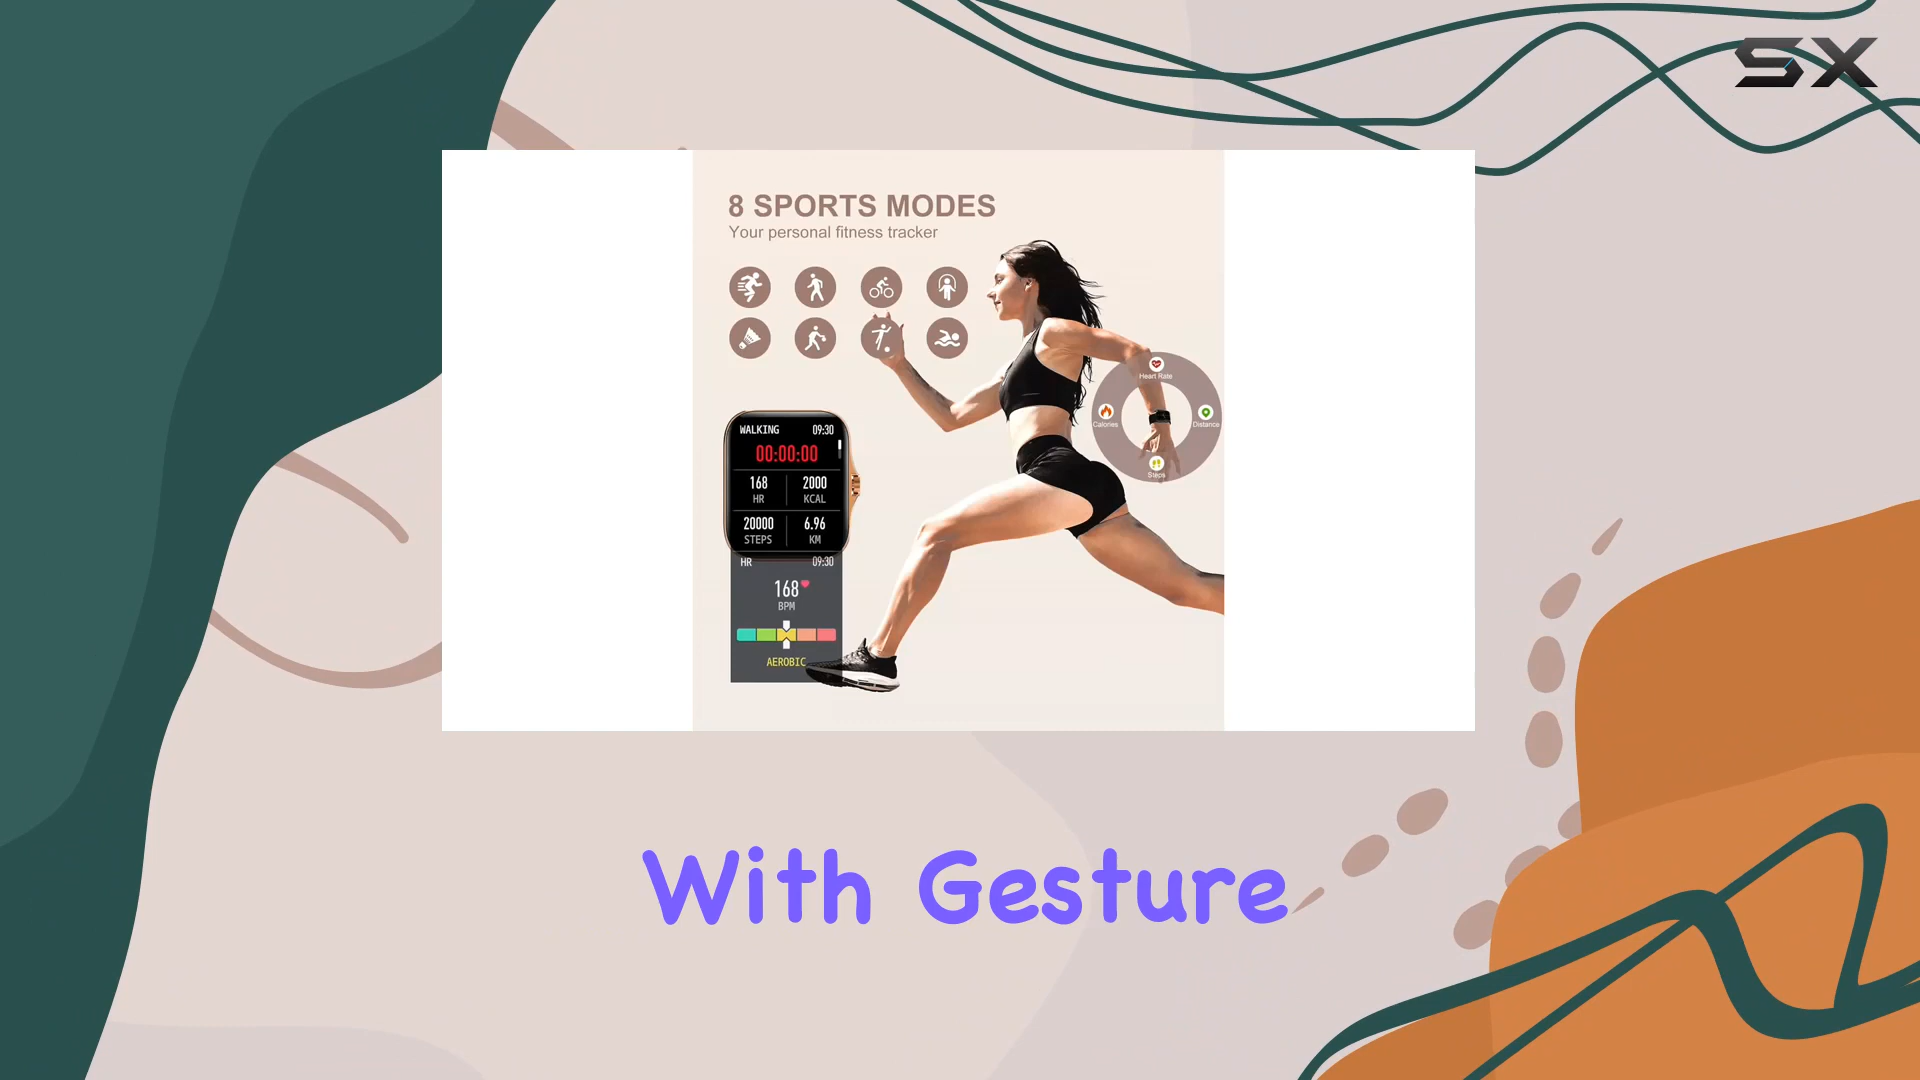 SX
8 SPORTS MODES
Your personal fitness tracker
Heart Rate
Calories
Distance
Steps
WALKING 09:30
00:00:00
168 2000
HR KCAL
20000 6.96
STEPS KM
HR 09:30
168
BPM
AEROBIC
With Gesture